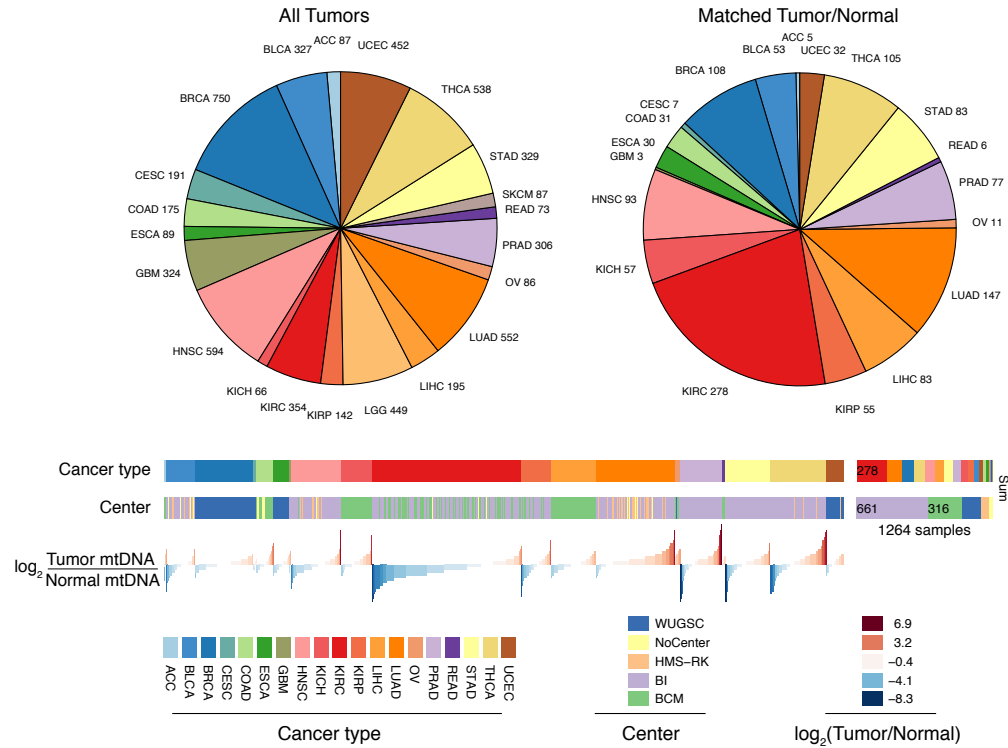 All Tumors
ACC 87
UCEC 452
BLCA 327
THCA 538
BRCA 750
STAD 329
CESC 191
SKCM 87
READ 73
COAD 175
ESCA 89
PRAD 306
GBM 324
OV 86
LUAD 552
HNSC 594
LIHC 195
KICH 66
KIRC 354
KIRP 142
LGG 449
Matched Tumor/Normal
ACC 5
BLCA 53
UCEC 32
THCA 105
BRCA 108
CESC 7
STAD 83
COAD 31
ESCA 30
READ 6
GBM 3
PRAD 77
HNSC 93
OV 11
KICH 57
LUAD 147
KIRC 278
LIHC 83
KIRP 55
Cancer type
278
Center
661
316
Sum
1264 samples
log2 Tumor mtDNA
Normal mtDNA
ACC
BLCA
BRCA
CESC
COAD
ESCA
GBM
HNSC
KICH
KIRC
KIRP
LIHC
LUAD
OV
PRAD
READ
STAD
THCA
UCEC
Cancer type
WUGSC
NoCenter
HMS−RK
BI
BCM
Center
6.9
3.2
−0.4
−4.1
−8.3
log2(Tumor/Normal)